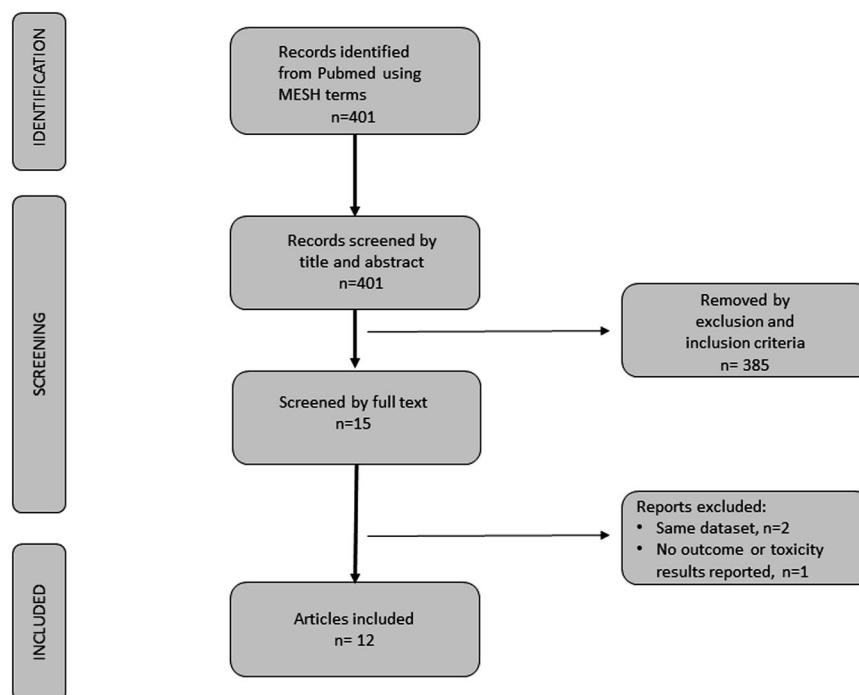 IDENTIFICATION
Records identified
from Pubmed using
MESH terms
n=401
SCREENING
Records screened by
title and abstract
n=401
Removed by
exclusion and
inclusion criteria
n= 385
Screened by full text
n=15
Reports excluded:
• Same dataset, n=2
• No outcome or toxicity
results reported, n=1
INCLUDED
Articles included
n= 12